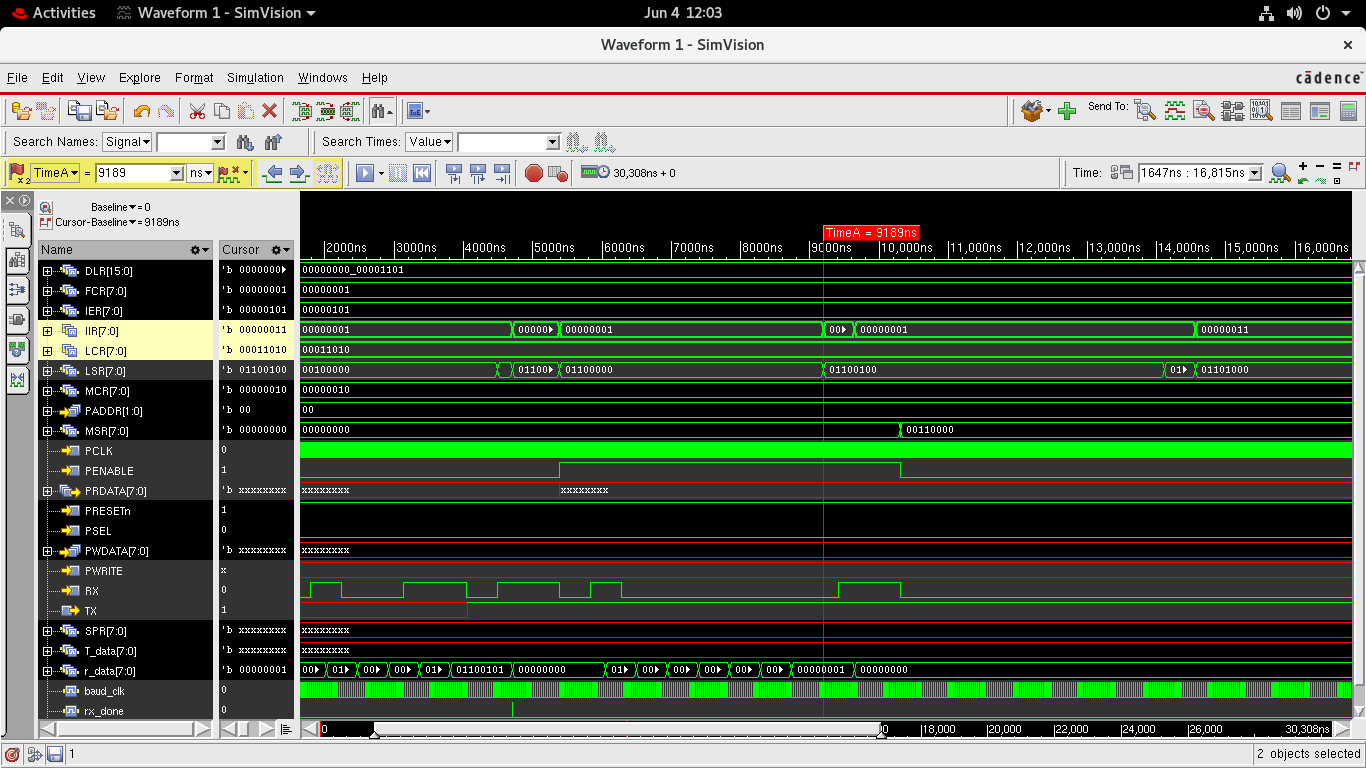 Activities Waveform 1 - SimVision Jun 4 12:03
Waveform 1 - SimVision ×
File Edit View Explore Format Simulation Windows Help cādence
Send To:
Search Names: Signal Search Times: Value
TimeA = 9189 ns 30,308ns + 0 Time: 1647ns : 16,815ns
x2
Baseline = 0
Cursor-Baseline = 9189ns
TimeA = 9189ns
Name Cursor 2000ns 3000ns 4000ns 5000ns 6000ns 7000ns 8000ns 9000ns 10,000ns 11,000ns 12,000ns 13,000ns 14,000ns 15,000ns 16,000ns
DLR[15:0] 'b 0000000 00000000_00001101
FCR[7:0] 'b 00000001 00000001
IER[7:0] 'b 00000101 00000101
IIR[7:0] 'b 00000011 00000001 00000 00000001 00 00000001 00000011
LCR[7:0] 'b 00011010 00011010
LSR[7:0] 'b 01100100 00100000 01100 01100000 01100100 01 01101000
MCR[7:0] 'b 00000010 00000010
PADDR[1:0] 'b 00 00
MSR[7:0] 'b 00000000 00000000 00110000
PCLK 0
PENABLE 1
PRDATA[7:0] 'b xxxxxxxx xxxxxxxx xxxxxxxx
PRESETn 1
PSEL 0
PWDATA[7:0] 'b xxxxxxxx xxxxxxxx
PWRITE x
RX 0
TX 1
SPR[7:0] 'b xxxxxxxx xxxxxxxx
T_data[7:0] 'b xxxxxxxx xxxxxxxx
r_data[7:0] 'b 00000001 00 01 00 00 01 01100101 00000000 01 00 00 00 00 00 00000001 00000000
baud_clk 0
rx_done 0
0 18,000 20,000 22,000 24,000 26,000 30,308ns
1 2 objects selected